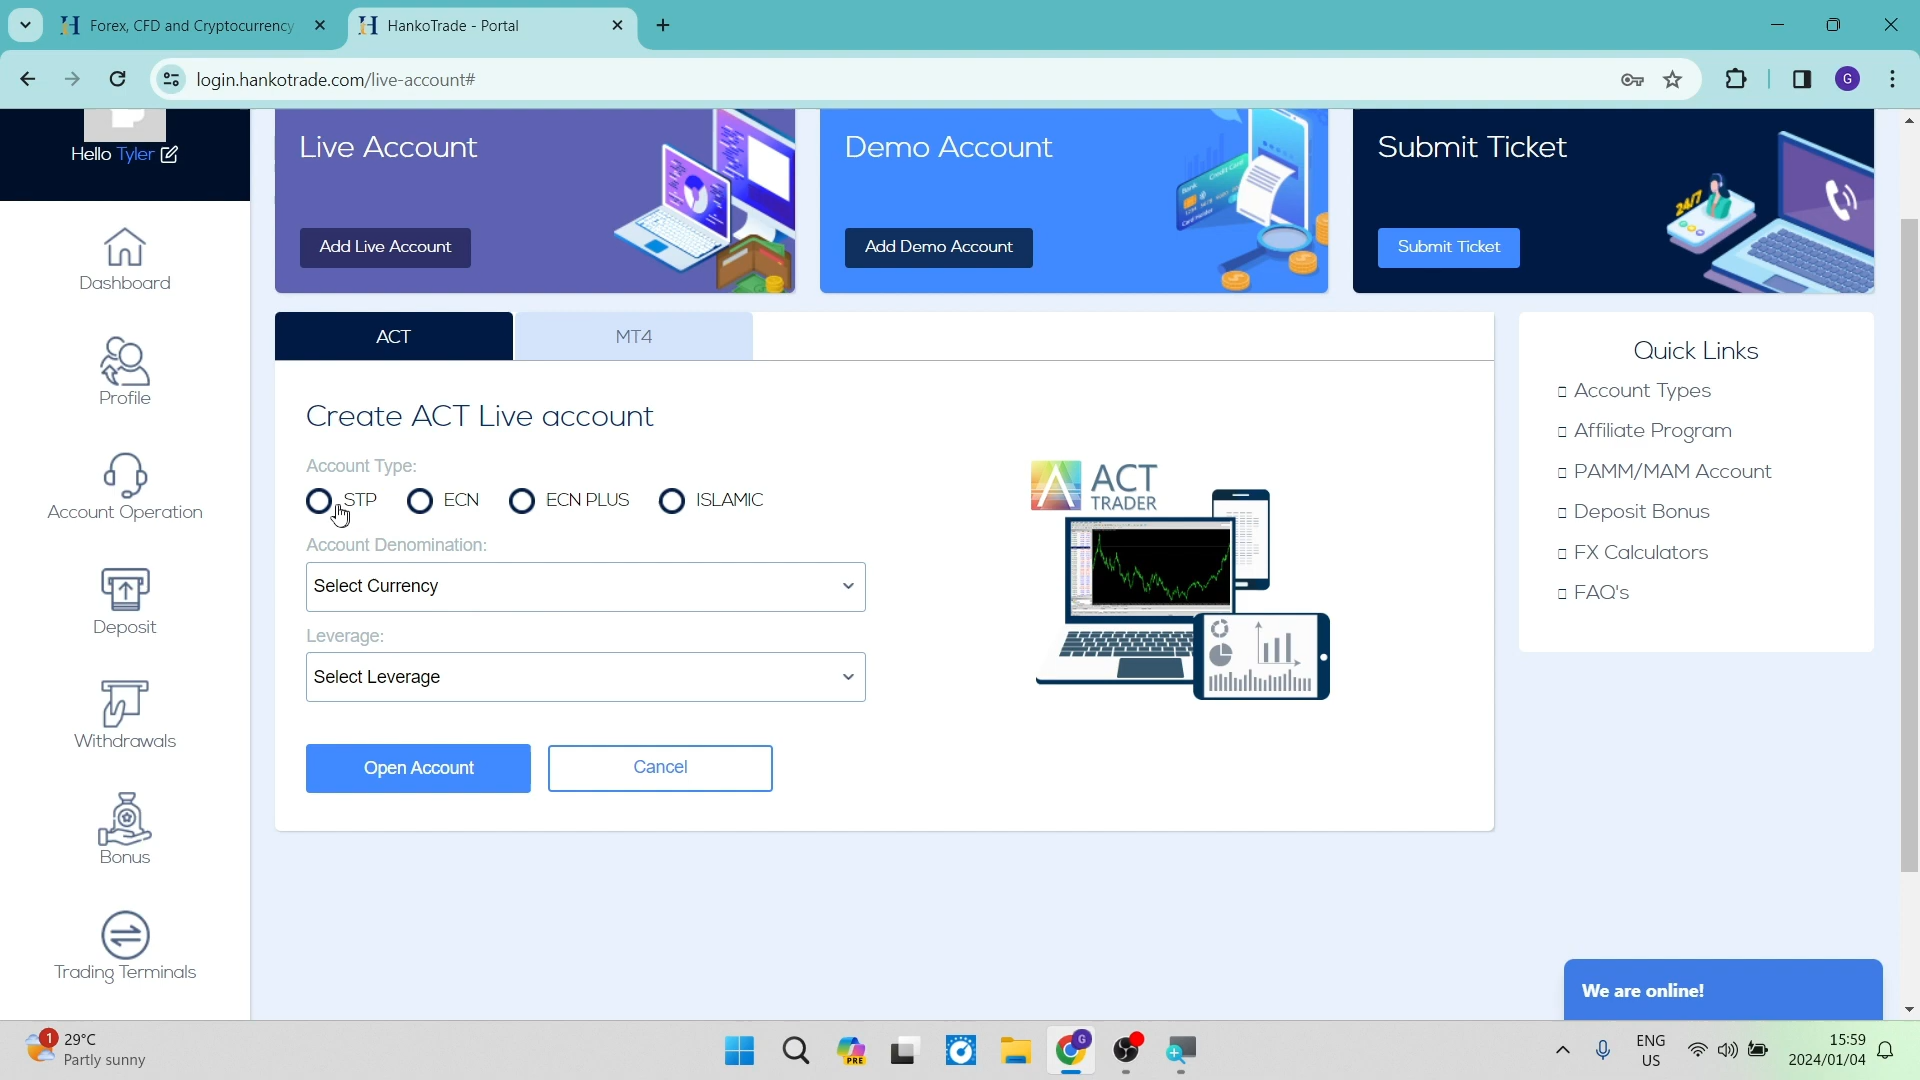 Forex, CFD and Cryptocurrency
HankoTrade - Portal
login.hankotrade.com/live-account#
G
Hello Tyler
Dashboard
Profile
Account Operation
Deposit
Withdrawals
Bonus
Trading Terminals
Live Account
Add Live Account
Demo Account
Add Demo Account
Submit Ticket
24/7
Submit Ticket
ACT
MT4
Create ACT Live account
Account Type:
STP
ECN
ECN PLUS
ISLAMIC
Account Denomination:
Select Currency
Leverage:
Select Leverage
Open Account
Cancel
ACT
TRADER
Quick Links
Account Types
Affiliate Program
PAMM/MAM Account
Deposit Bonus
FX Calculators
FAQ's
We are online!
1
29°C
Partly sunny
PRE
G
ENG
US
15:59
2024/01/04